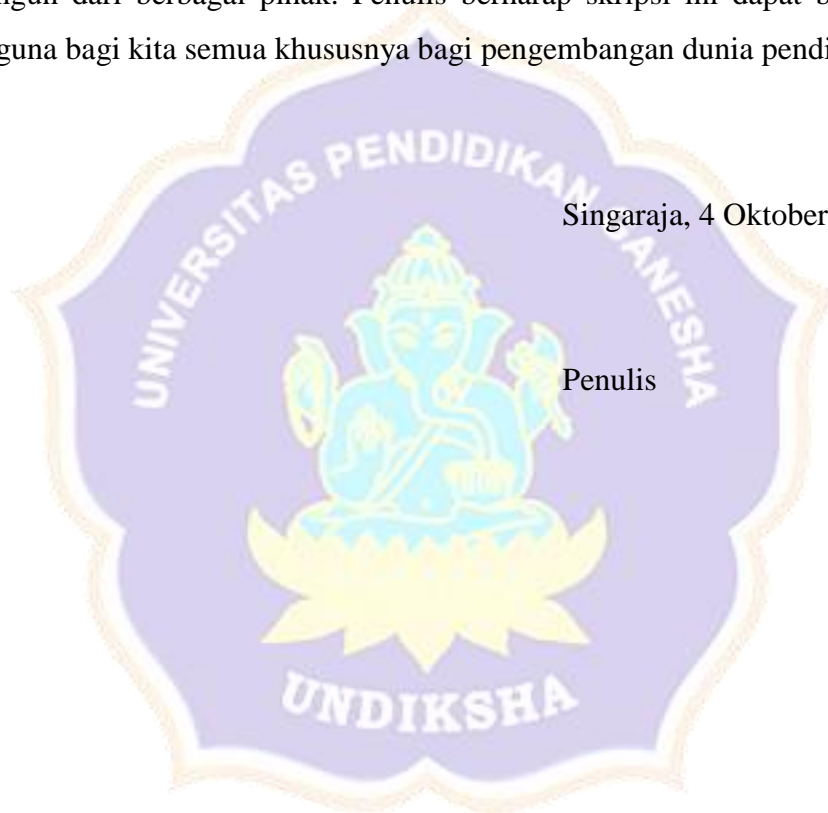 dari berbagai pihak. Penulis berharap skripsi ini dapat
guna bagi kita semua khususnya bagi pengembangan dunia pendi
Singaraja, 4 Oktober
Penulis
UNIVERSITAS PENDIDIKAN GANESHA
UNDIKSHA